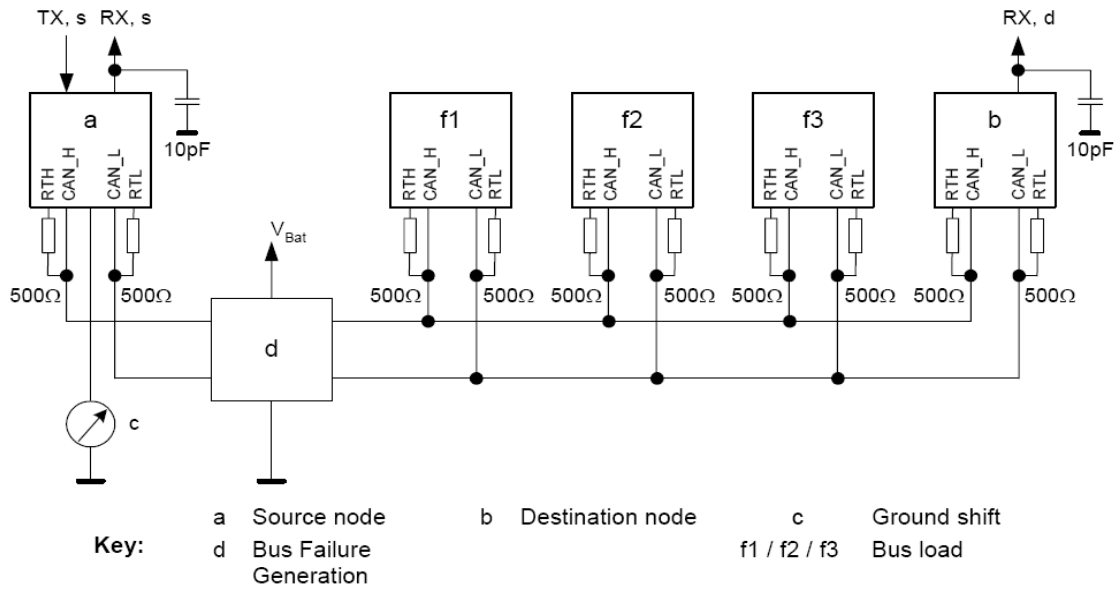 TX, s RX, s RX, d
a f1 f2 f3 b
10pF 10pF
RTH CAN_H CAN_L RTL RTH CAN_H CAN_L RTL RTH CAN_H CAN_L RTL RTH CAN_H CAN_L RTL RTH CAN_H CAN_L RTL
V_Bat
500Ω 500Ω 500Ω 500Ω 500Ω 500Ω 500Ω 500Ω 500Ω 500Ω
d
c
a Source node b Destination node c Ground shift
Key: d Bus Failure f1 / f2 / f3 Bus load
Generation